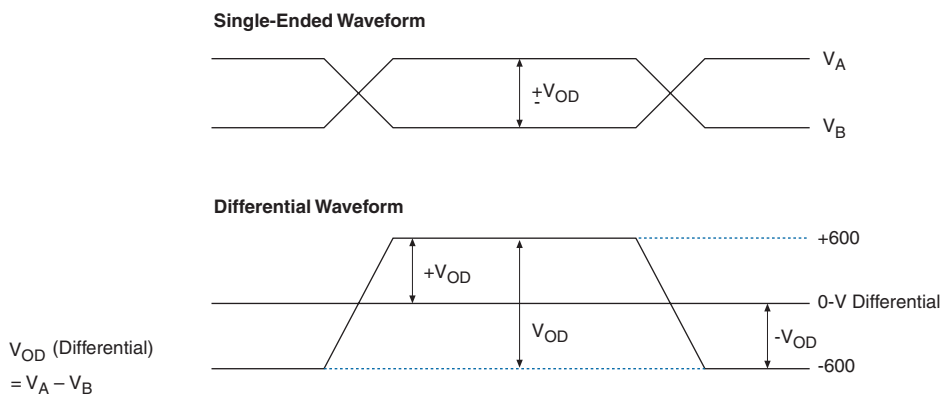 Single-Ended Waveform
V_A
±V_OD
V_B
Differential Waveform
+600
+V_OD
0-V Differential
V_OD
-V_OD
-600
V_OD (Differential)
= V_A – V_B